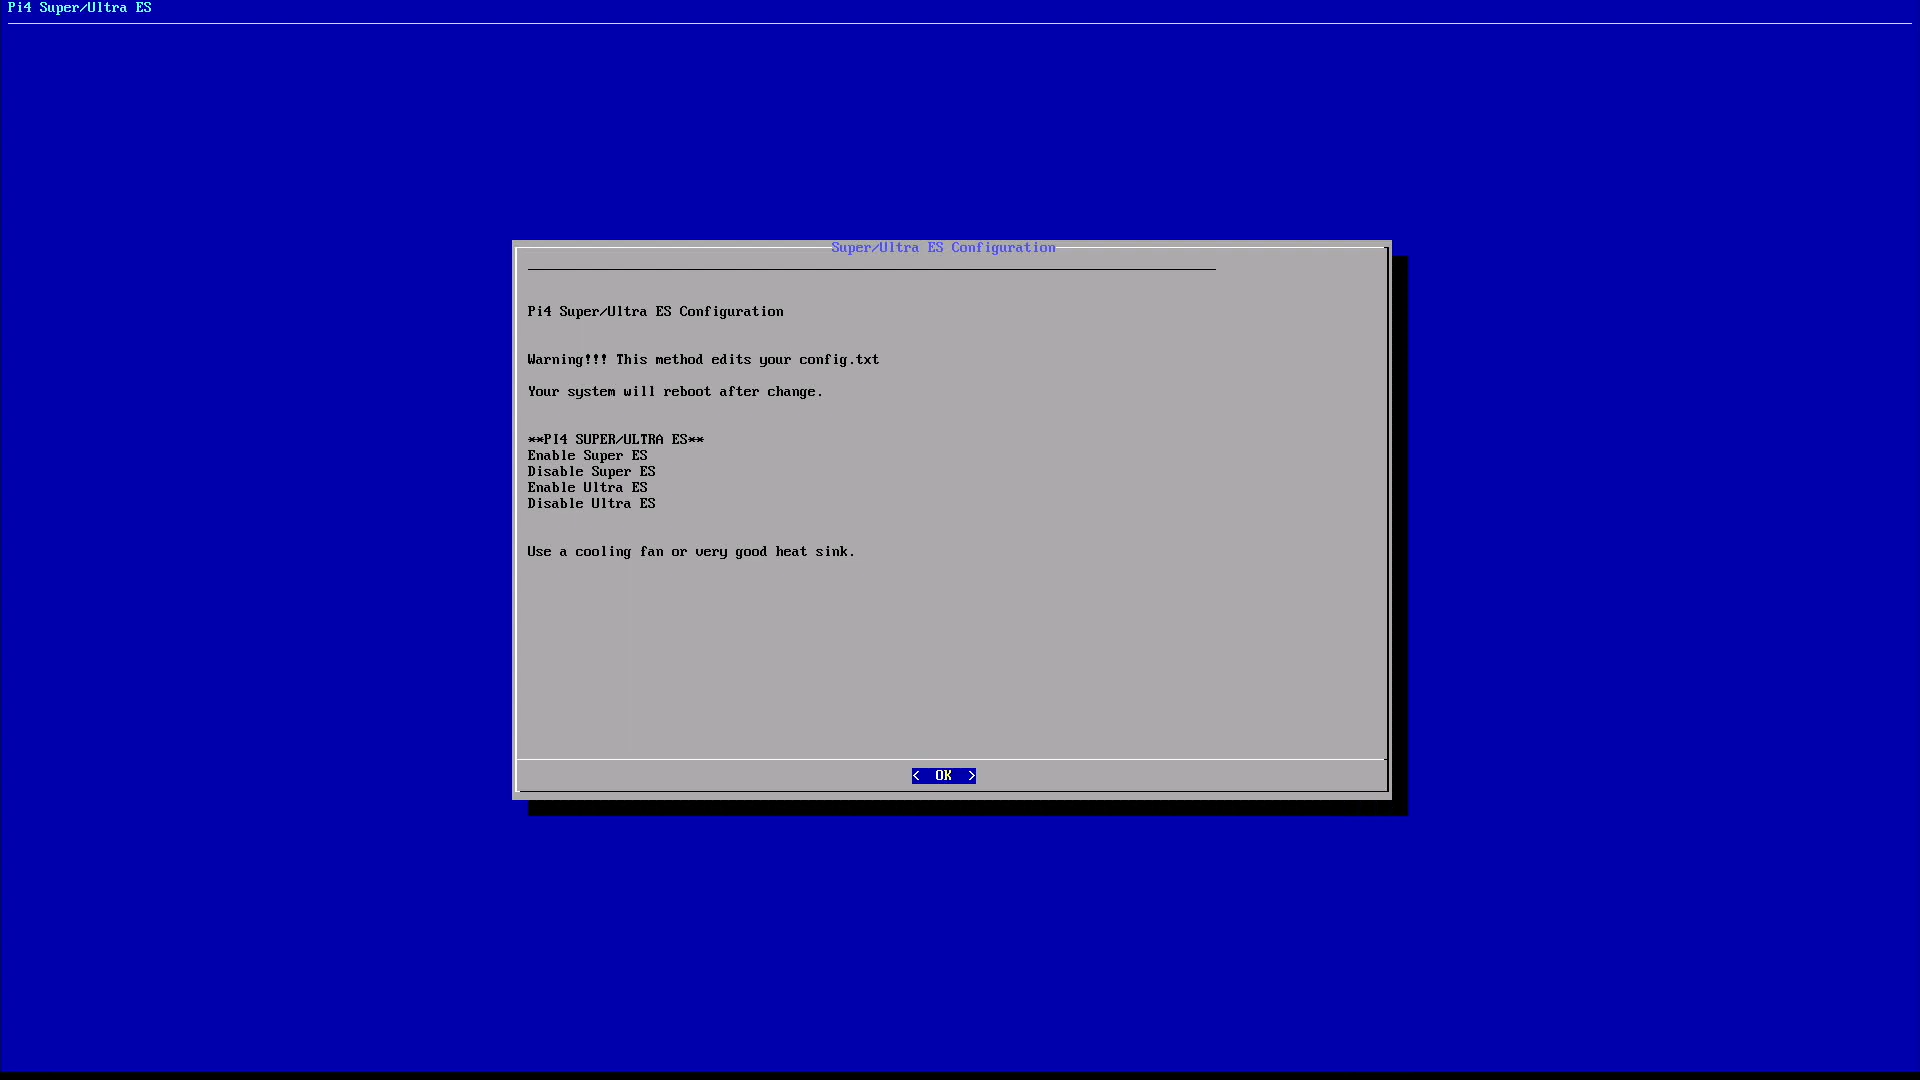 Pi4 Super/Ultra ES
Super/Ultra ES Configuration
Pi4 Super/Ultra ES Configuration
Warning!!! This method edits your config.txt
Your system will reboot after change.
**PI4 SUPER/ULTRA ES**
Enable Super ES
Disable Super ES
Enable Ultra ES
Disable Ultra ES
Use a cooling fan or very good heat sink.
< OK >